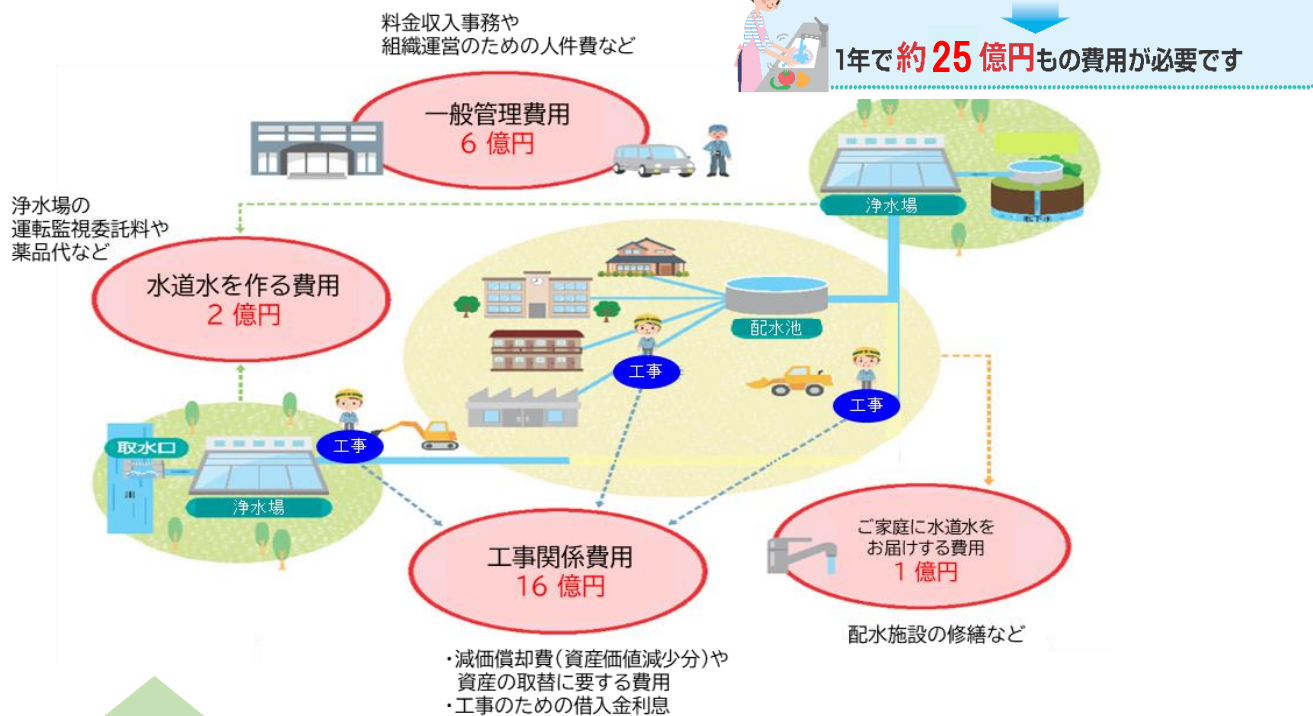 料金収入事務や
組織運営のための人件費など
1年で約25億円もの費用が必要です
一般管理費用
6 億円
浄水場
浄水場の
運転監視委託料や
薬品代など
水道水を作る費用
2 億円
配水池
工事
工事
取水口
工事
浄水場
工事関係費用
16 億円
ご家庭に水道水を
お届けする費用
1 億円
配水施設の修繕など
・減価償却費(資産価値減少分)や
資産の取替に要する費用
・工事のための借入金利息